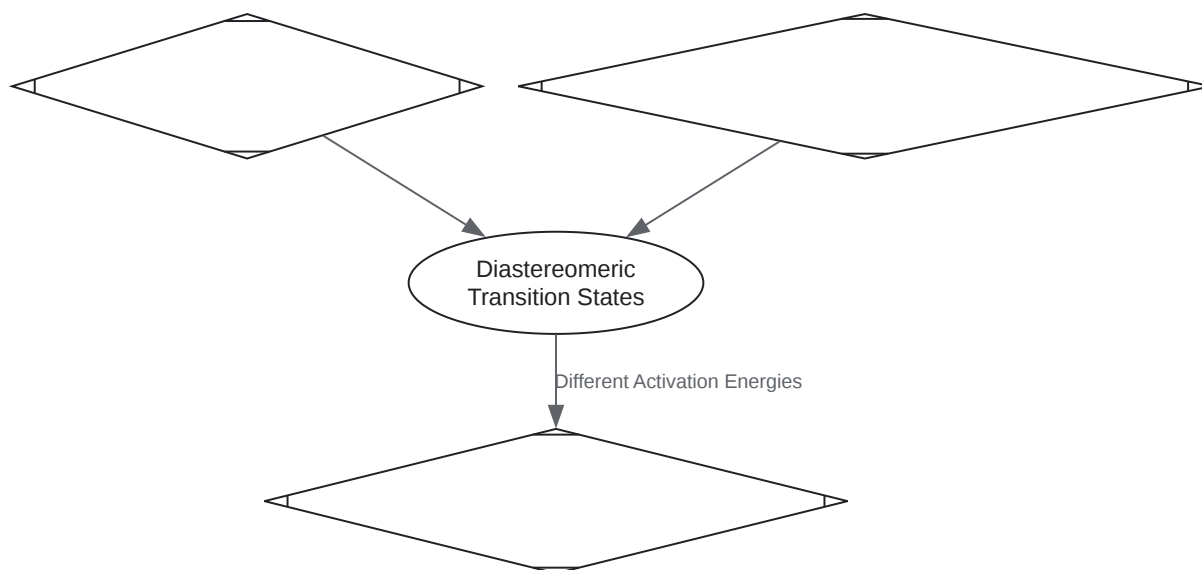 Diastereomeric
Transition States
Different Activation Energies